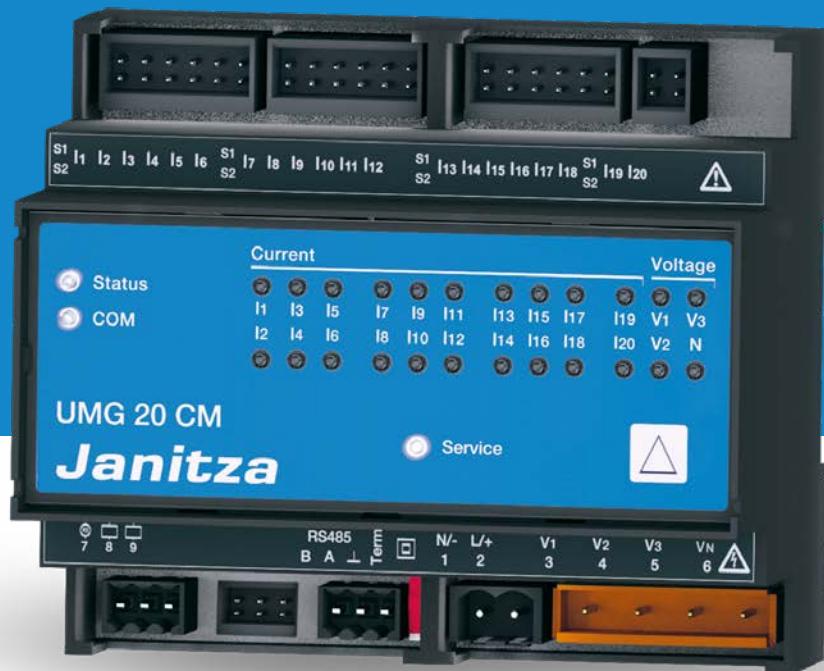 S1 I1 I2 I3 I4 I5 I6 S1 I7 I8 I9 I10 I11 I12 S1 I13 I14 I15 I16 I17 I18 S1 I19 I20
S2 S2 S2 S2
Current Voltage
Status
COM
I1 I3 I5 I7 I9 I11 I13 I15 I17 I19 V1 V3
I2 I4 I6 I8 I10 I12 I14 I16 I18 I20 V2 N
UMG 20 CM
Janitza
Service
RS485 Term N/- L/+ V1 V2 V3 VN
7 8 9 B A 1 2 3 4 5 6